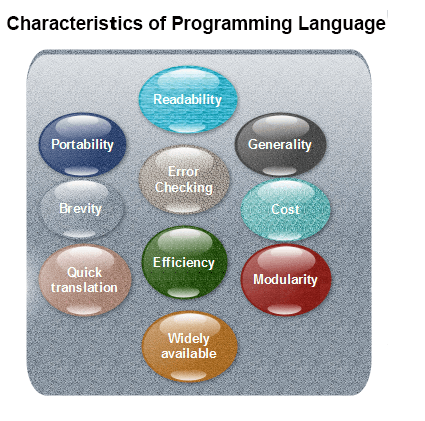 Characteristics of Programming Language
Readability
Portability
Generality
Error
Checking
Brevity
Cost
Efficiency
Quick
translation
Modularity
Widely
available